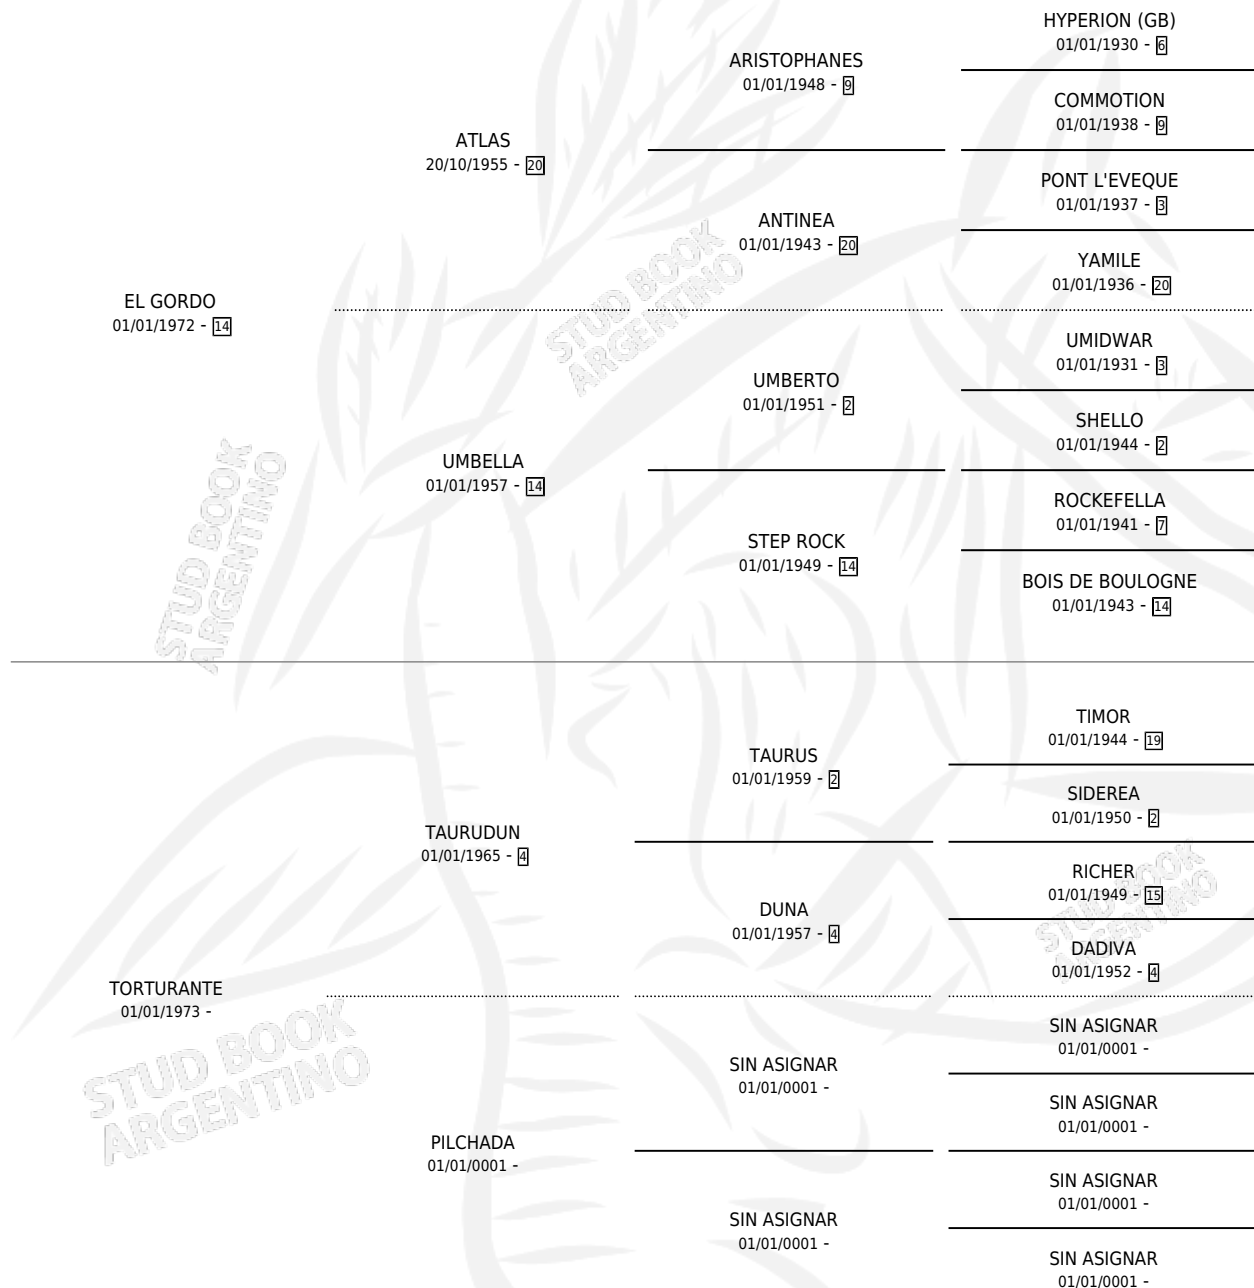 HYPERION (GB)
01/01/1930 - 6
ARISTOPHANES
01/01/1948 - 9
COMMOTION
01/01/1938 - 9
ATLAS
20/10/1955 - 20
PONT L'EVEQUE
01/01/1937 - 3
ANTINEA
01/01/1943 - 20
YAMILE
01/01/1936 - 20
EL GORDO
01/01/1972 - 14
STUD BOOK
ARGENTINO
UMIDWAR
01/01/1931 - 3
UMBERTO
01/01/1951 - 2
SHELLO
01/01/1944 - 2
UMBELLA
01/01/1957 - 14
STUD BOOK
ARGENTINO
ROCKEFELLA
01/01/1941 - 7
STEP ROCK
01/01/1949 - 14
BOIS DE BOULOGNE
01/01/1943 - 14
TIMOR
01/01/1944 - 19
TAURUS
01/01/1959 - 2
SIDEREA
01/01/1950 - 2
TAURUDUN
01/01/1965 - 4
RICHER
01/01/1949 - 15
STUD BOOK
ARGENTINO
DUNA
01/01/1957 - 4
DADIVA
01/01/1952 - 4
TORTURANTE
01/01/1973 -
STUD BOOK
ARGENTINO
SIN ASIGNAR
01/01/0001 -
SIN ASIGNAR
01/01/0001 -
SIN ASIGNAR
01/01/0001 -
PILCHADA
01/01/0001 -
SIN ASIGNAR
01/01/0001 -
SIN ASIGNAR
01/01/0001 -
SIN ASIGNAR
01/01/0001 -